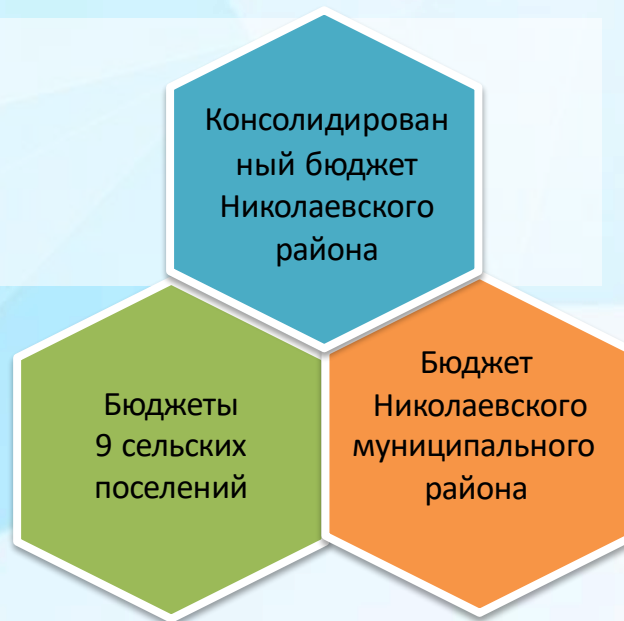 Консолидирован
ный бюджет
Николаевского
района
Бюджеты
9 сельских
поселений
Бюджет
Николаевского
муниципального
района